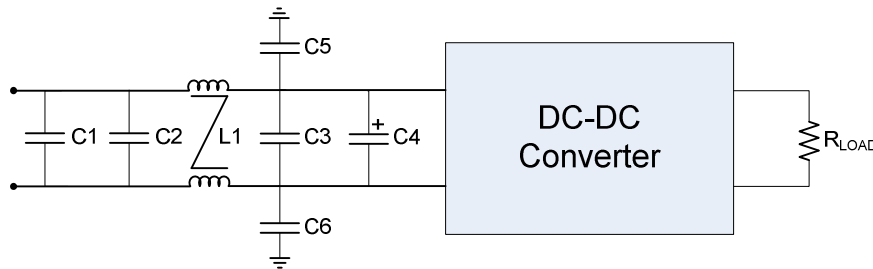 C5
C1
C2
L1
C3
+
C4
DC-DC
Converter
RLOAD
C6